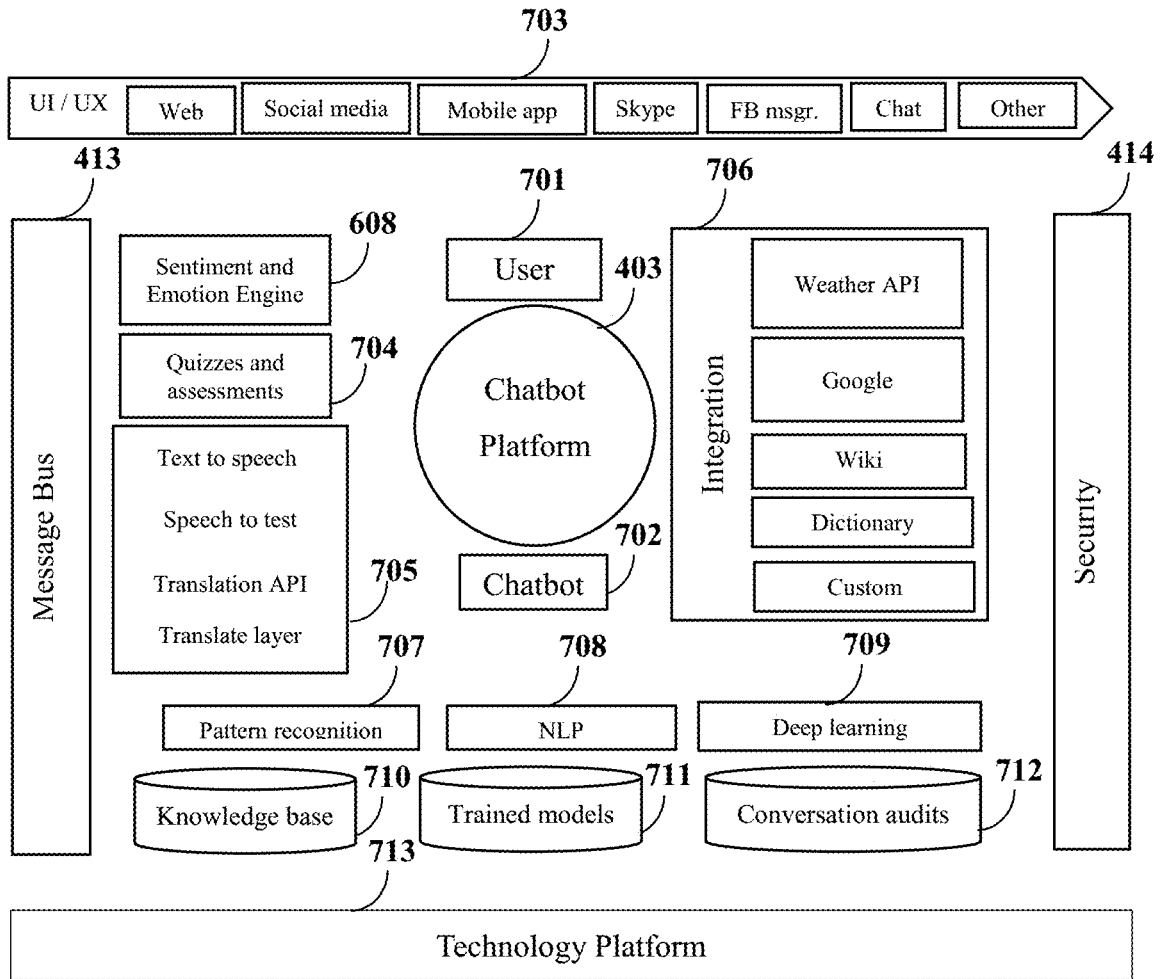 703
UI / UX
Web
Social media
Mobile app
Skype
FB msgr.
Chat
Other
413
701
706
414
608
Sentiment and
Emotion Engine
User
403
Weather API
704
Quizzes and
assessments
Chatbot
Platform
Integration
Google
Message Bus
Security
Text to speech
Wiki
Speech to test
702
Dictionary
Translation API
705
Chatbot
Custom
Translate layer
707
708
709
Pattern recognition
NLP
Deep learning
710
711
712
Knowledge base
Trained models
Conversation audits
713
Technology Platform